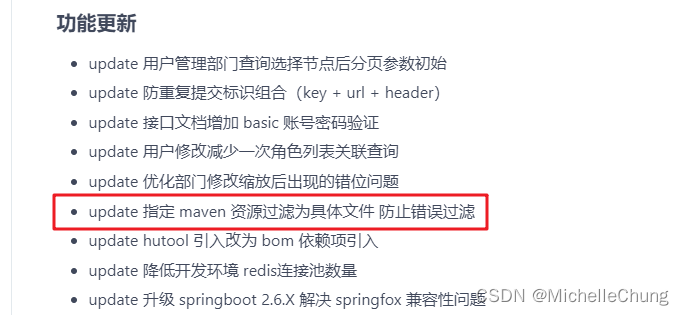 功能更新
update 用户管理部门查询选择节点后分页参数初始
update 防重复提交标识组合（key + url + header）
update 接口文档增加 basic 账号密码验证
update 用户修改减少一次角色列表关联查询
update 优化部门修改缩放后出现的错位问题
update 指定 maven 资源过滤为具体文件 防止错误过滤
update hutool 引入改为 bom 依赖项引入
update 降低开发环境 redis连接池数量
update 升级 springboot 2.6.X 解决 springfox 兼容性问题
CSDN @MichelleChung